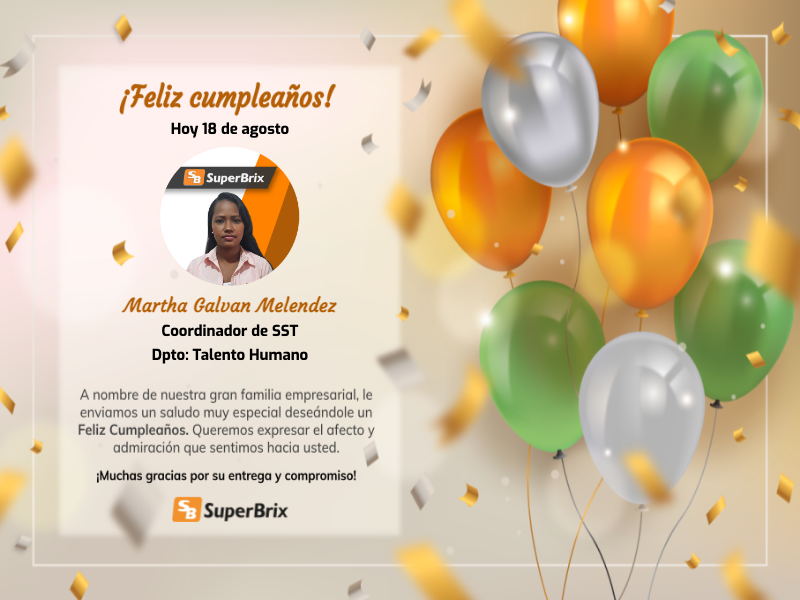 ¡Feliz cumpleaños!
Hoy 18 de agosto
SB SuperBrix
Martha Galvan Melendez
Coordinador de SST
Dpto: Talento Humano
A nombre de nuestra gran familia empresarial, le
enviamos un saludo muy especial deseándole un
Feliz Cumpleaños. Queremos expresar el afecto y
admiración que sentimos hacia usted.
¡Muchas gracias por su entrega y compromiso!
SB SuperBrix